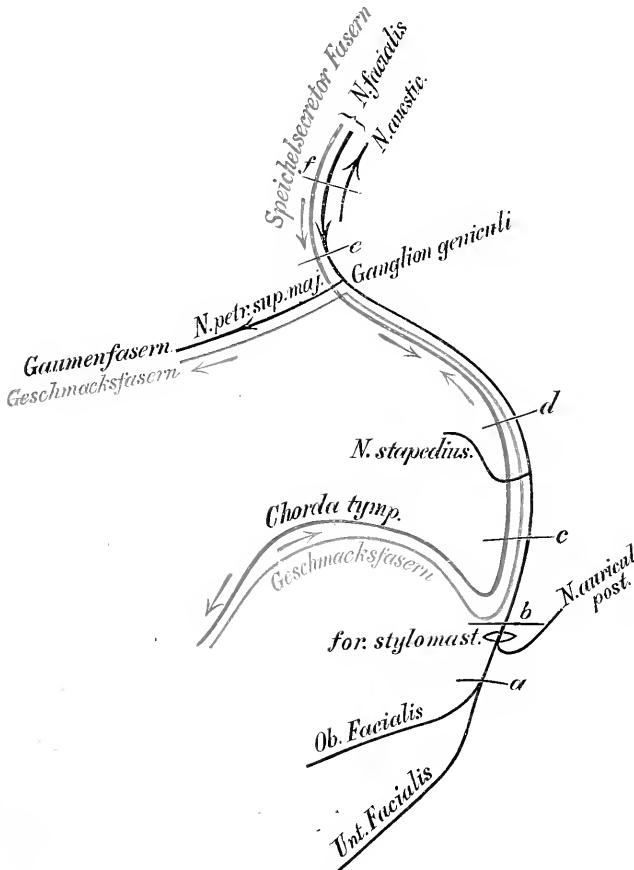 Speichelsecretor Fasern
N. facialis
N. acustic.
f
e
Ganglion geniculi
N. petr. sup. maj.
Gaumenfasern.
Geschmacksfasern
d
N. stapedius.
Chorda tymp.
Geschmacksfasern
c
N. auricul
post.
b
for. stylomast.
a
Ob. Facialis
Unt. Facialis